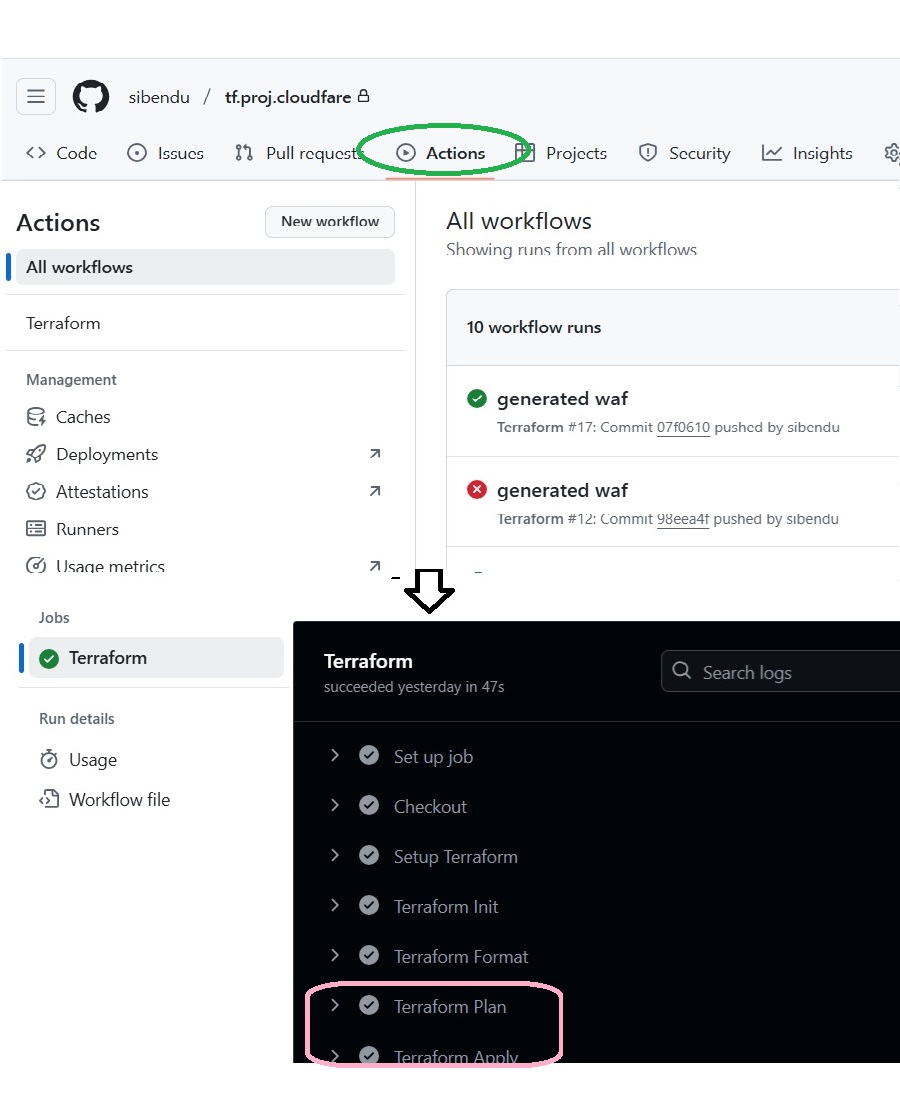 sibendu / tf.proj.cloudfare
Code Issues Pull requests Actions Projects Security Insights
Actions
New workflow
All workflows
Terraform
Management
Caches
Deployments
Attestations
Runners
Usage metrics
All workflows
Showing runs from all workflows
10 workflow runs
generated waf
Terraform #17: Commit 07f0610 pushed by sibendu
generated waf
Terraform #12: Commit 98eea4f pushed by sibendu
Jobs
Terraform
Run details
Usage
Workflow file
Terraform
succeeded yesterday in 47s
Search logs
Set up job
Checkout
Setup Terraform
Terraform Init
Terraform Format
Terraform Plan
Terraform Apply